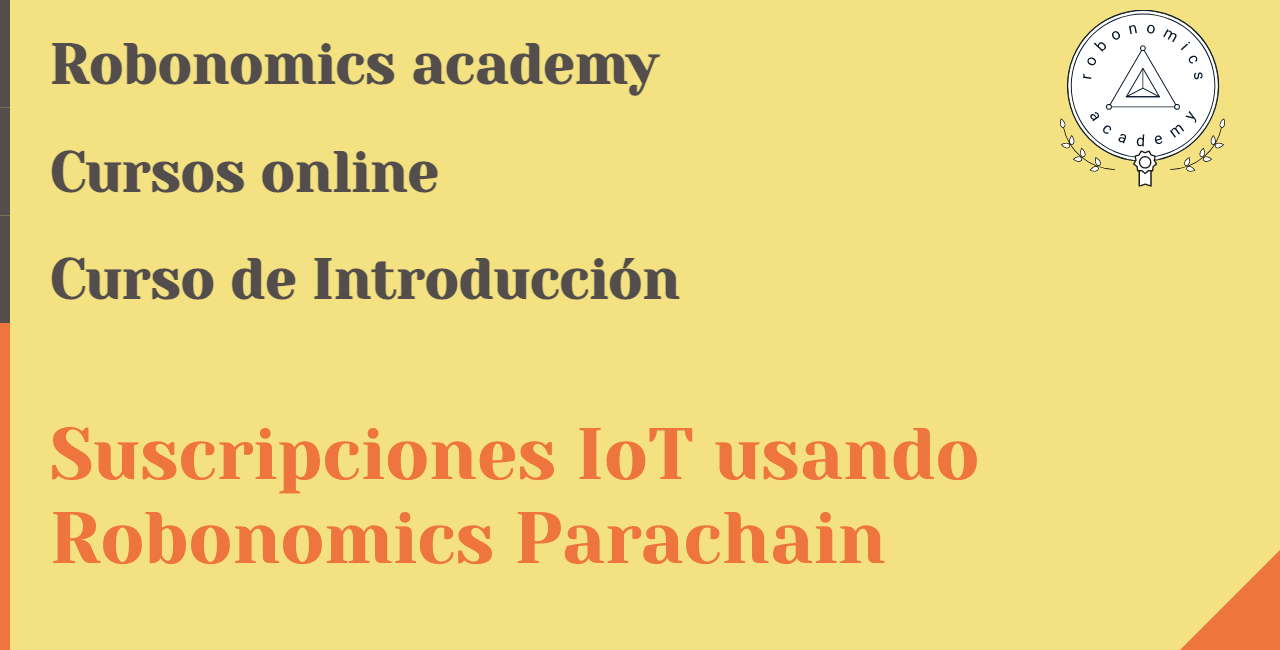 Robonomics academy
Cursos online
Curso de Introducción
Suscripciones IoT usando
Robonomics Parachain
robonomics
academy